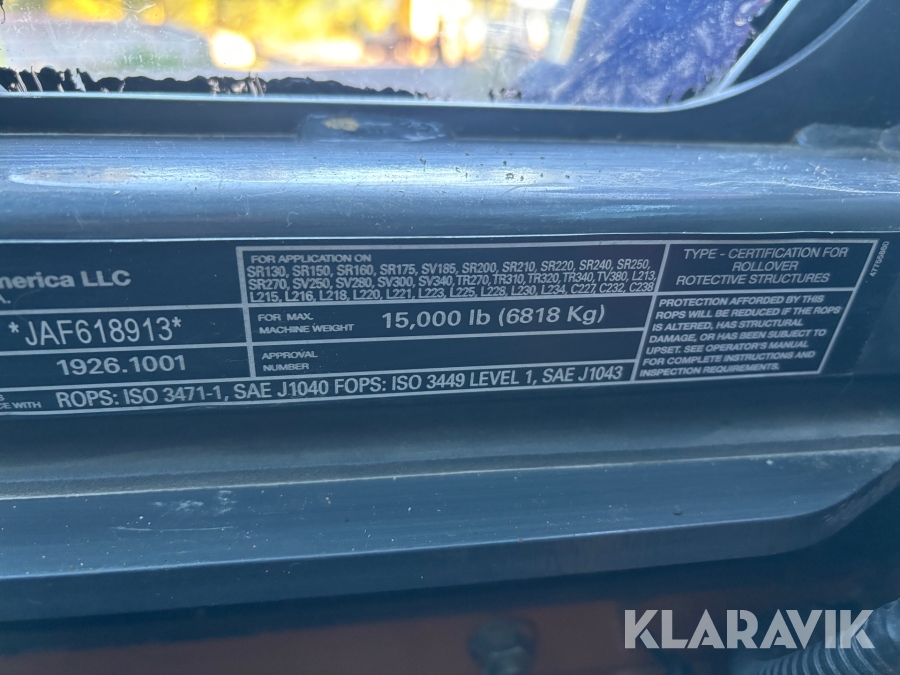 merica LLC
A.
*JAF618913*
1926.1001
CE WITH
FOR APPLICATION ON
SR130, SR150, SR160, SR175, SV185, SR200, SR210, SR220, SR240, SR250,
SR270, SV250, SV280, SV300, SV340, TR270, TR310, TR320, TR340, TV380, L213,
L215, L216, L218, L220, L221, L223, L225, L228, L230, L234, C227, C232, C238
FOR MAX.
MACHINE WEIGHT
15,000 lb (6818 Kg)
APPROVAL
NUMBER
ROPS: ISO 3471-1, SAE J1040 FOPS: ISO 3449 LEVEL 1, SAE J1043
TYPE - CERTIFICATION FOR
ROLLOVER
ROTECTIVE STRUCTURES
PROTECTION AFFORDED BY THIS
ROPS WILL BE REDUCED IF THE ROPS
IS ALTERED, HAS STRUCTURAL
DAMAGE, OR HAS BEEN SUBJECT TO
UPSET. SEE OPERATOR'S MANUAL
FOR COMPLETE INSTRUCTIONS AND
INSPECTION REQUIREMENTS.
KLARAVIK